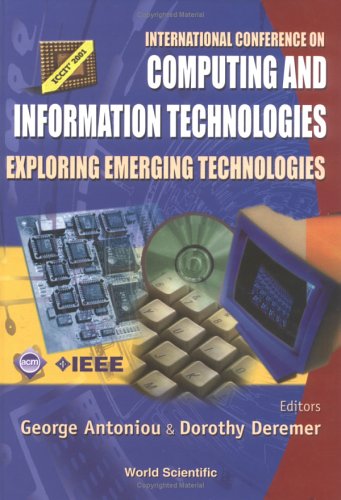 ICCIT' 2001
INTERNATIONAL CONFERENCE ON
COMPUTING AND
INFORMATION TECHNOLOGIES
EXPLORING EMERGING TECHNOLOGIES
acm
IEEE
Editors
George Antoniou & Dorothy Deremer
World Scientific